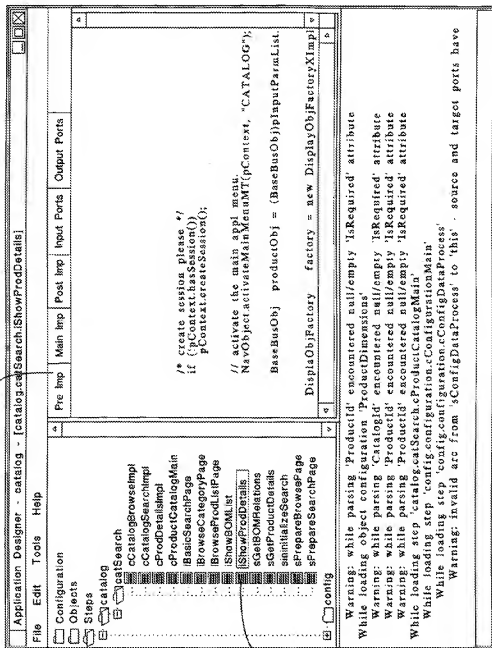 Application Designer - catalog - [catalog.catSearch.iShowProdDetails]
File Edit Tools Help
Configuration
Objects
Steps
catalog
catSearch
cCatalogBrowseImpl
cCatalogSearchImpl
cProdDetailsImpl
cProductCatalogMain
iBasicSearchPage
iBrowseCategoryPage
iBrowseProdListPage
iShowBOMList
iShowProdDetails
sGetBOMRelations
sGetProductDetails
sInitializeSearch
sPrepareBrowsePage
sPrepareSearchPage
config
Pre Imp Main Imp Post Imp Input Ports Output Ports
/* create session please */
if (!pContext.hasSession())
pContext.createSession();
// activate the main appl menu.
NavObject.activateMainMenuMT(pContext, "CATALOG");
BaseBusObj productObj = (BaseBusObj)pInputParmList.
DisplaObjFactory factory = new DisplayObjFactoryXImpl
Warning: while parsing 'ProductId' encountered null/empty 'IsRequired' attribute
While loading object configuration 'ProductDimensions'
Warning: while parsing 'CatalogId' encountered null/empty 'IsRequired' attribute
Warning: while parsing 'ProductId' encountered null/empty 'IsRequired' attribute
Warning: while parsing 'ProductId' encountered null/empty 'IsRequired' attribute
While loading step 'catalog.catSearch.cProductCatalogMain'
While loading step 'config.configuration.cConfigurationMain'
While loading step 'config.configuration.cConfigDataProcess'
Warning: Invalid arc from 'sConfigDataProcess' to 'this' - source and target ports have